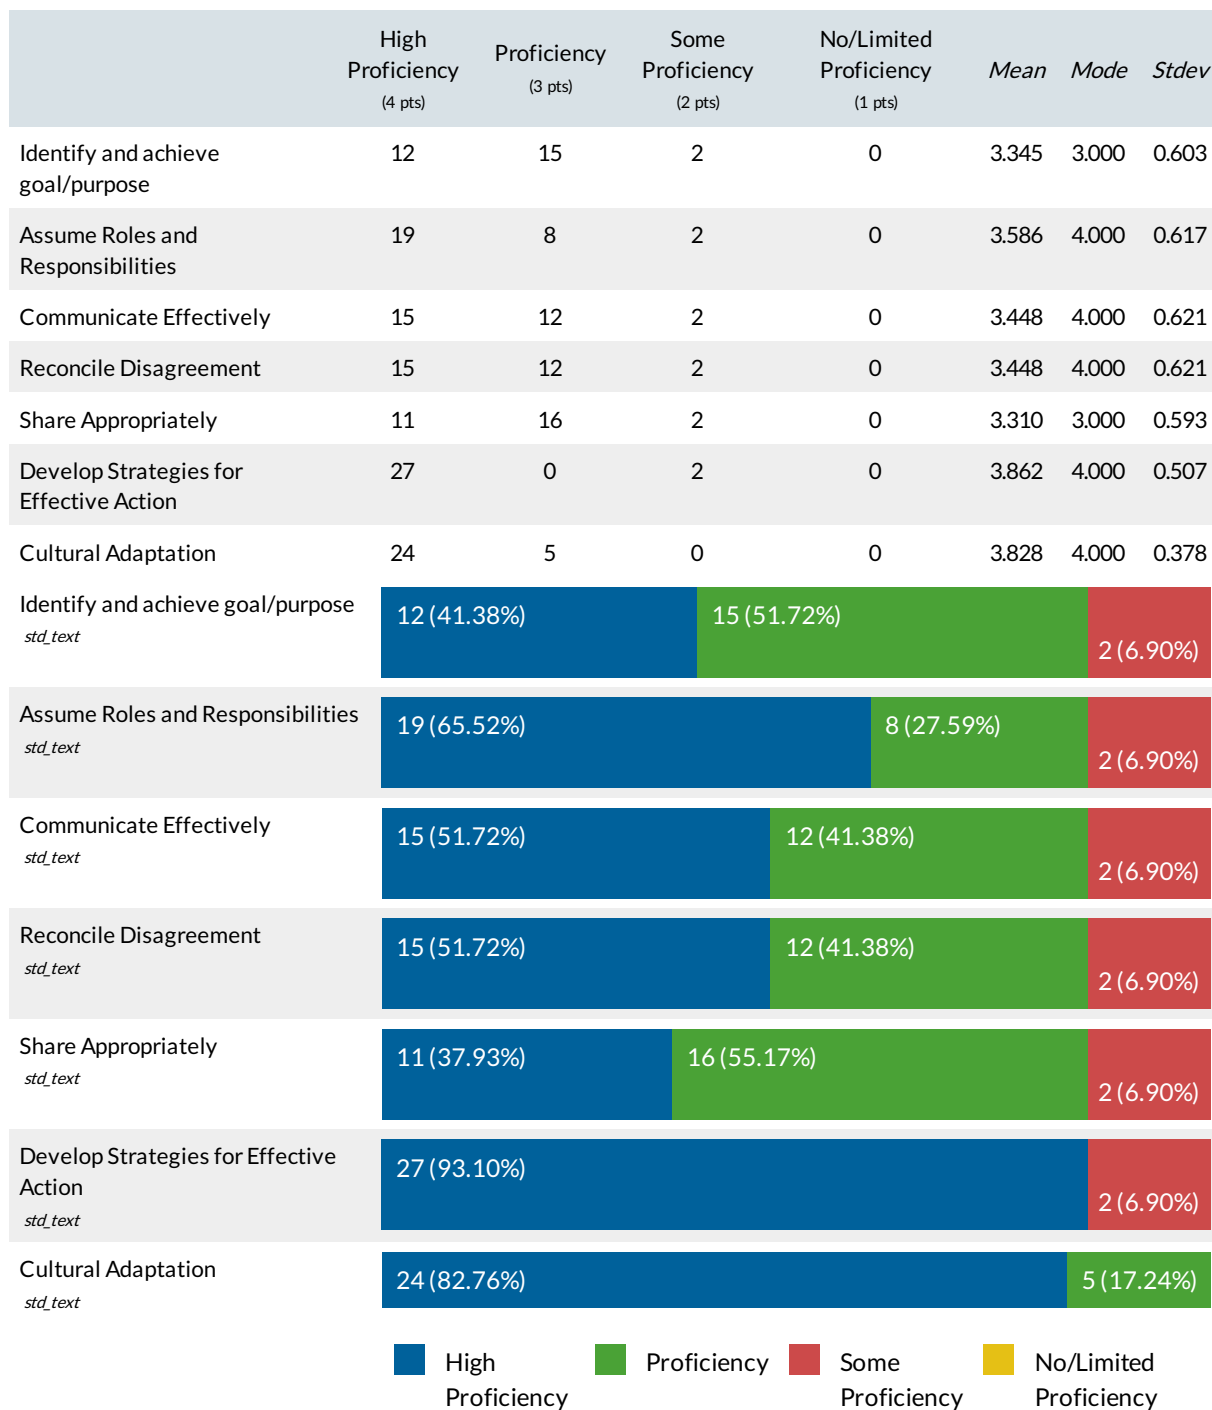 High Proficiency (4 pts) Proficiency (3 pts) Some Proficiency (2 pts) No/Limited Proficiency (1 pts) Mean Mode Stdev
Identify and achieve goal/purpose 12 15 2 0 3.345 3.000 0.603
Assume Roles and Responsibilities 19 8 2 0 3.586 4.000 0.617
Communicate Effectively 15 12 2 0 3.448 4.000 0.621
Reconcile Disagreement 15 12 2 0 3.448 4.000 0.621
Share Appropriately 11 16 2 0 3.310 3.000 0.593
Develop Strategies for Effective Action 27 0 2 0 3.862 4.000 0.507
Cultural Adaptation 24 5 0 0 3.828 4.000 0.378
Identify and achieve goal/purpose 12 (41.38%) 15 (51.72%)
std_text 2 (6.90%)
Assume Roles and Responsibilities 19 (65.52%) 8 (27.59%)
std_text 2 (6.90%)
Communicate Effectively 15 (51.72%) 12 (41.38%)
std_text 2 (6.90%)
Reconcile Disagreement 15 (51.72%) 12 (41.38%)
std_text 2 (6.90%)
Share Appropriately 11 (37.93%) 16 (55.17%)
std_text 2 (6.90%)
Develop Strategies for Effective 27 (93.10%)
Action 2 (6.90%)
std_text
Cultural Adaptation 24 (82.76%) 5 (17.24%)
std_text
High Proficiency Some No/Limited
Proficiency Proficiency Proficiency